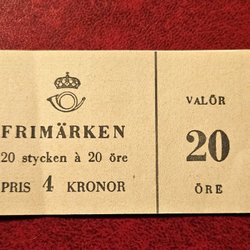 FRIMÄRKEN
20 stycken à 20 öre
PRIS 4 KRONOR
VALÖR
20
ÖRE